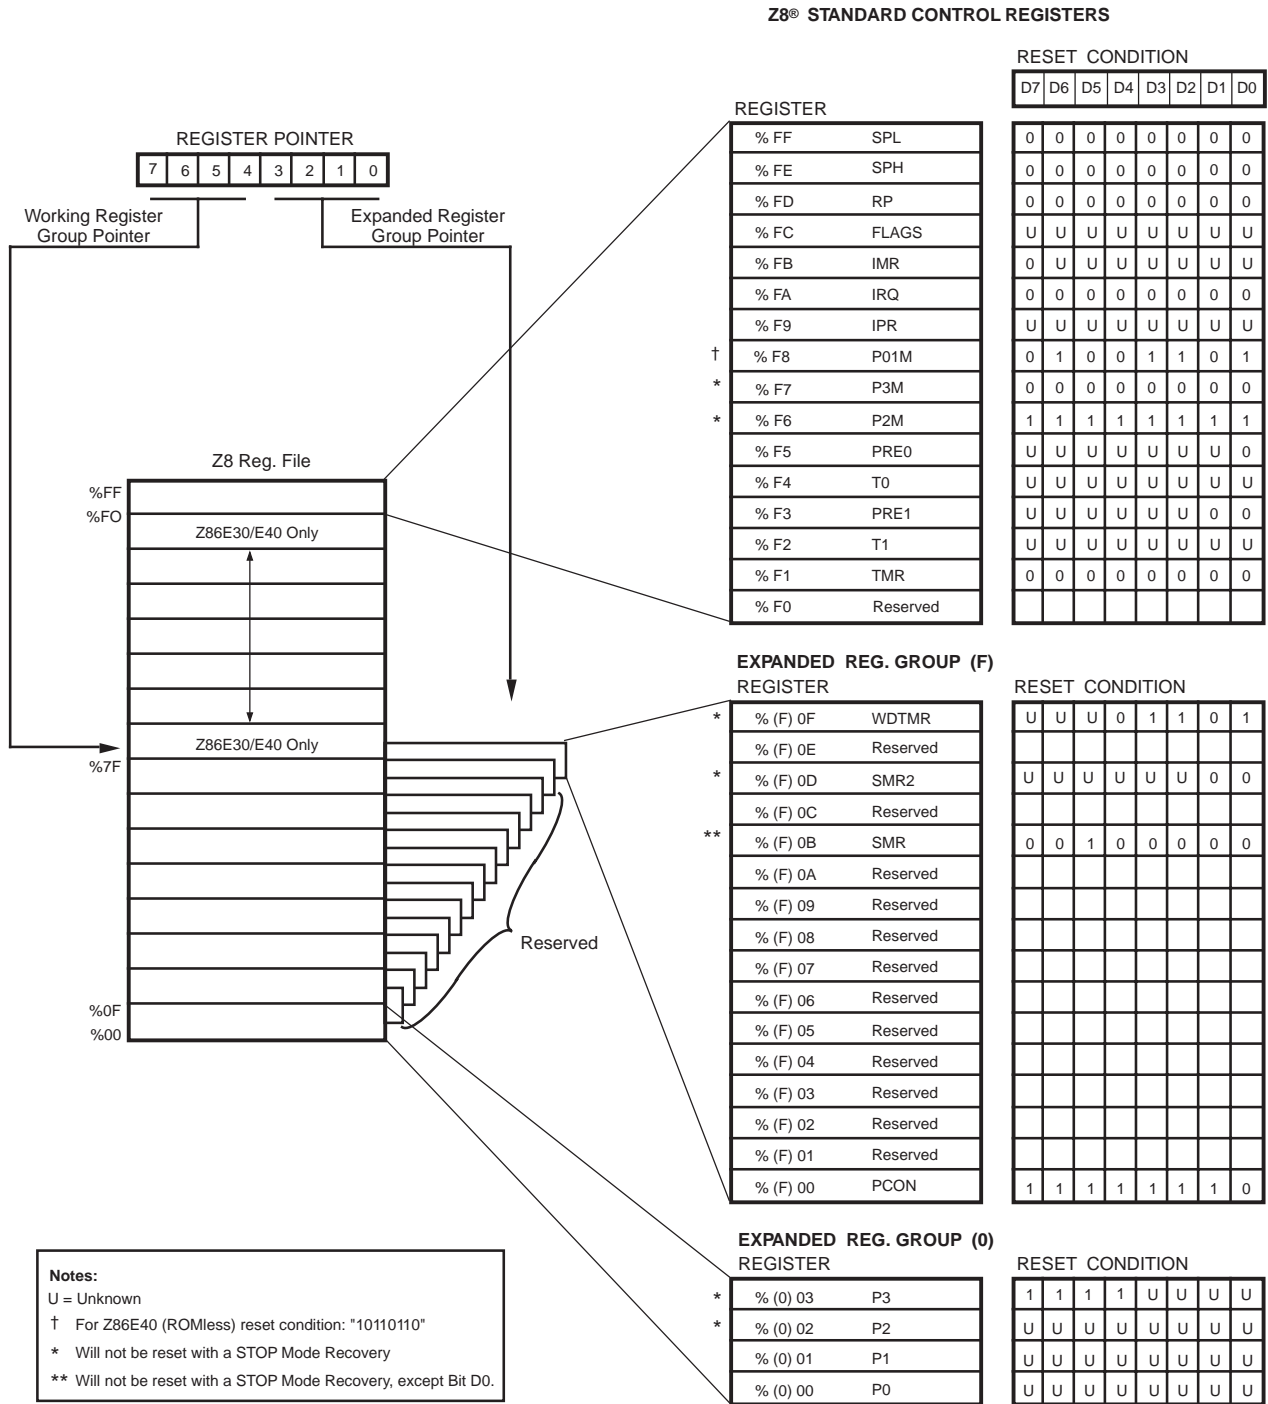 Z8® STANDARD CONTROL REGISTERS
RESET CONDITION
D7 D6 D5 D4 D3 D2 D1 D0
REGISTER
% FF SPL 0 0 0 0 0 0 0 0
% FE SPH 0 0 0 0 0 0 0 0
% FD RP 0 0 0 0 0 0 0 0
% FC FLAGS U U U U U U U U
% FB IMR 0 U U U U U U U
% FA IRQ 0 0 0 0 0 0 0 0
% F9 IPR U U U U U U U U
† % F8 P01M 0 1 0 0 1 1 0 1
* % F7 P3M 0 0 0 0 0 0 0 0
* % F6 P2M 1 1 1 1 1 1 1 1
% F5 PRE0 U U U U U U U 0
% F4 T0 U U U U U U U U
% F3 PRE1 U U U U U U 0 0
% F2 T1 U U U U U U U U
% F1 TMR 0 0 0 0 0 0 0 0
% F0 Reserved
REGISTER POINTER
7 6 5 4 3 2 1 0
Working Register
Group Pointer
Expanded Register
Group Pointer
Z8 Reg. File
%FF
%FO
Z86E30/E40 Only
Z86E30/E40 Only
%7F
Reserved
%0F
%00
EXPANDED REG. GROUP (F)
REGISTER RESET CONDITION
* % (F) 0F WDTMR U U U 0 1 1 0 1
% (F) 0E Reserved
* % (F) 0D SMR2 U U U U U U 0 0
% (F) 0C Reserved
** % (F) 0B SMR 0 0 1 0 0 0 0 0
% (F) 0A Reserved
% (F) 09 Reserved
% (F) 08 Reserved
% (F) 07 Reserved
% (F) 06 Reserved
% (F) 05 Reserved
% (F) 04 Reserved
% (F) 03 Reserved
% (F) 02 Reserved
% (F) 01 Reserved
% (F) 00 PCON 1 1 1 1 1 1 1 0
EXPANDED REG. GROUP (0)
REGISTER RESET CONDITION
* % (0) 03 P3 1 1 1 1 U U U U
* % (0) 02 P2 U U U U U U U U
% (0) 01 P1 U U U U U U U U
% (0) 00 P0 U U U U U U U U
Notes:
U = Unknown
† For Z86E40 (ROMless) reset condition: "10110110"
* Will not be reset with a STOP Mode Recovery
** Will not be reset with a STOP Mode Recovery, except Bit D0.